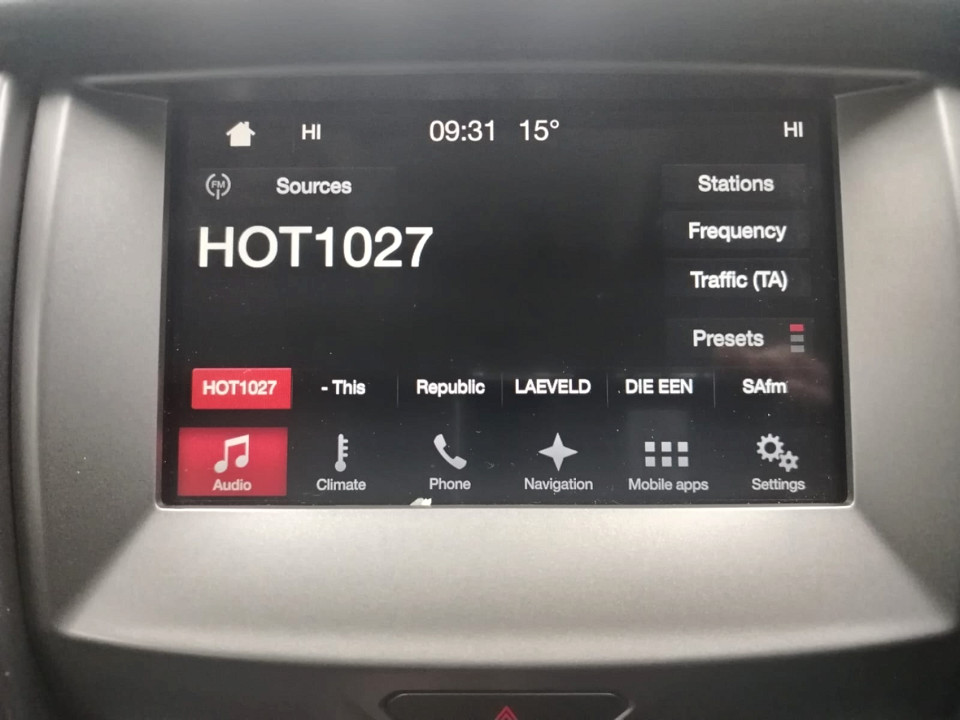 HI 09:31 15° HI
FM Sources Stations
HOT1027
Frequency
Traffic (TA)
Presets
HOT1027 - This Republic LAEVELD DIE EEN SAfm
Audio Climate Phone Navigation Mobile apps Settings